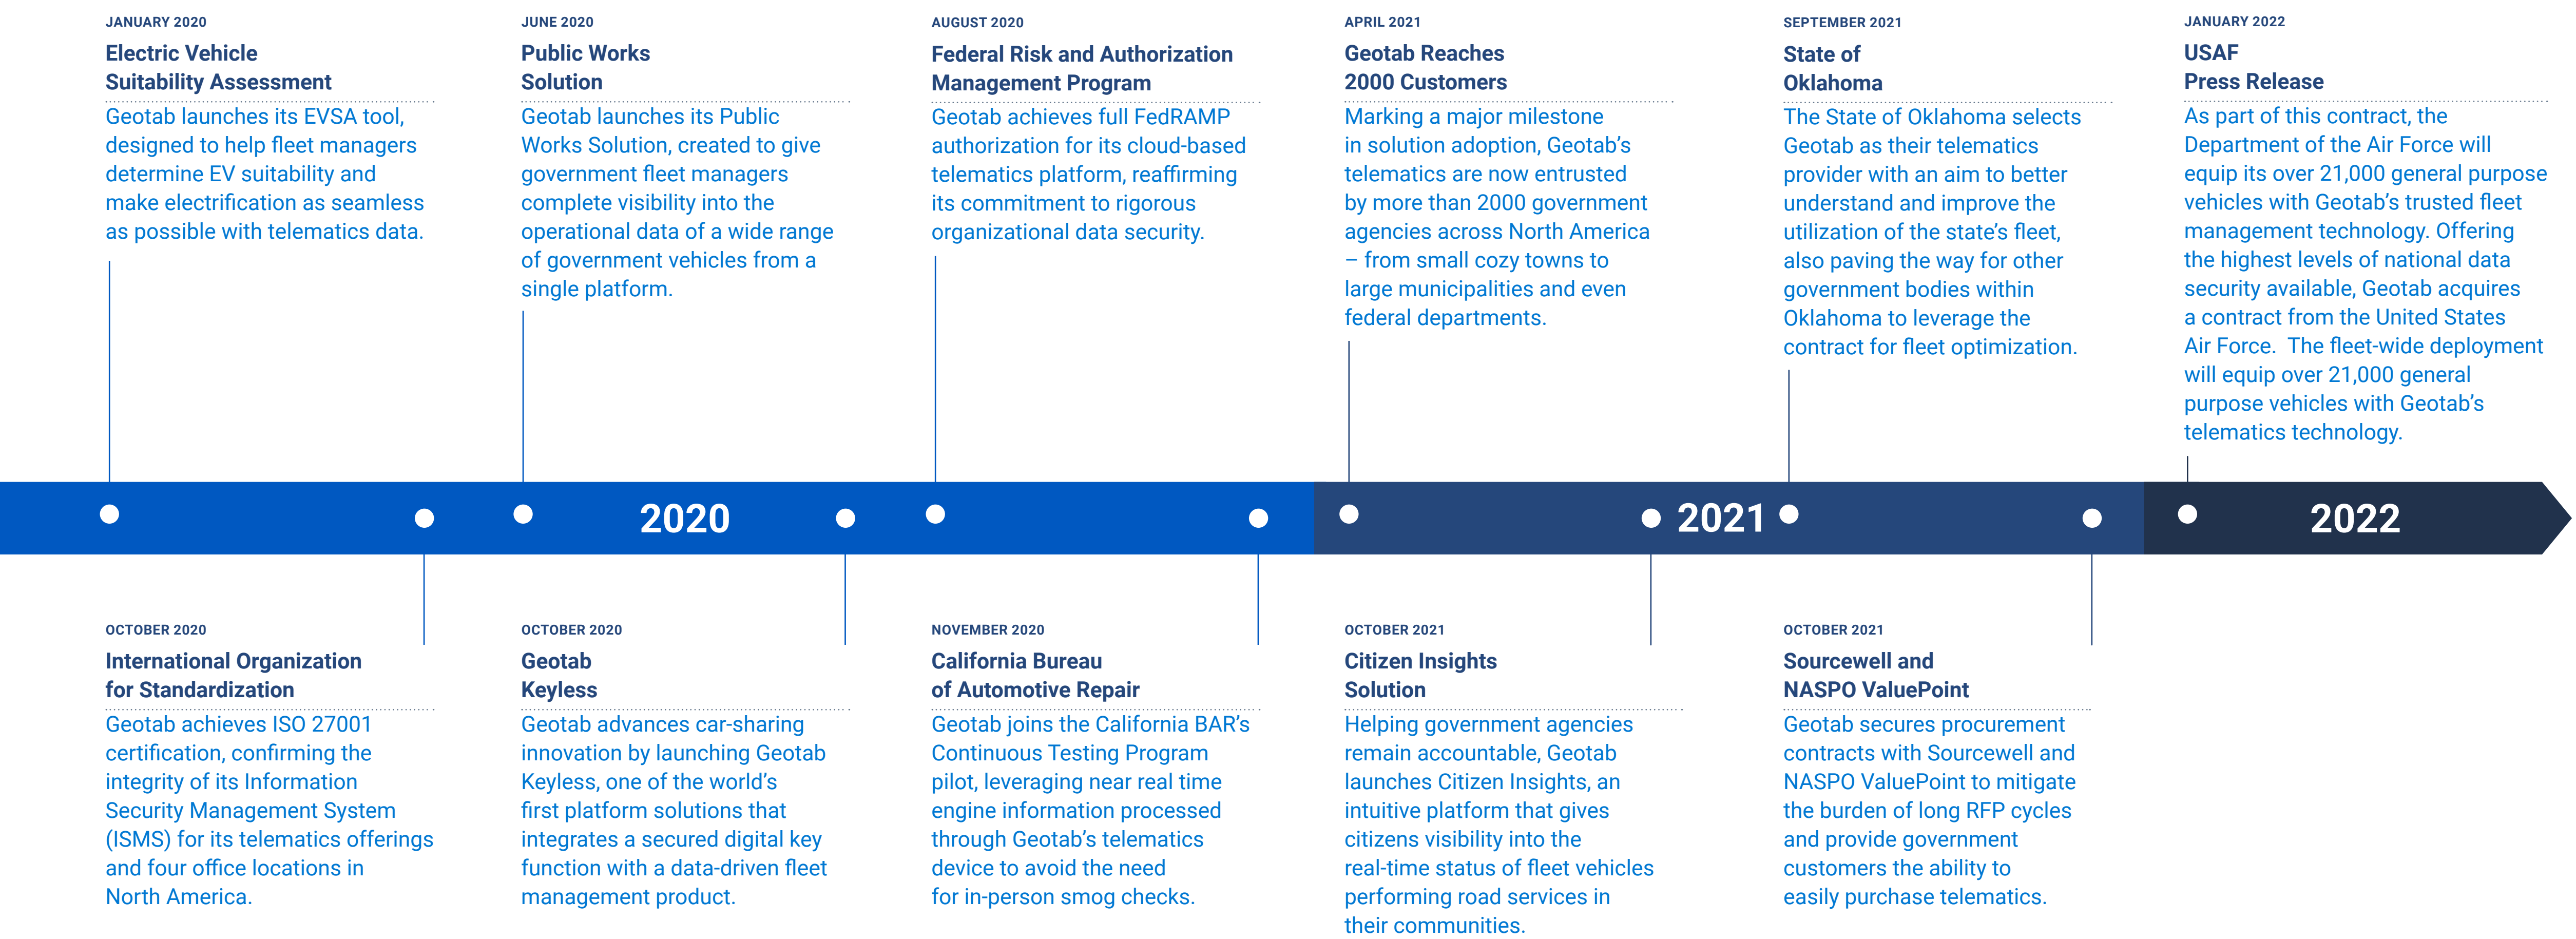 JANUARY 2020
Electric Vehicle
Suitability Assessment
Geotab launches its EVSA tool,
designed to help fleet managers
determine EV suitability and
make electrification as seamless
as possible with telematics data.
JUNE 2020
Public Works
Solution
Geotab launches its Public
Works Solution, created to give
government fleet managers
complete visibility into the
operational data of a wide range
of government vehicles from a
single platform.
AUGUST 2020
Federal Risk and Authorization
Management Program
Geotab achieves full FedRAMP
authorization for its cloud-based
telematics platform, reaffirming
its commitment to rigorous
organizational data security.
APRIL 2021
Geotab Reaches
2000 Customers
Marking a major milestone
in solution adoption, Geotab’s
telematics are now entrusted
by more than 2000 government
agencies across North America
– from small cozy towns to
large municipalities and even
federal departments.
SEPTEMBER 2021
State of
Oklahoma
The State of Oklahoma selects
Geotab as their telematics
provider with an aim to better
understand and improve the
utilization of the state’s fleet,
also paving the way for other
government bodies within
Oklahoma to leverage the
contract for fleet optimization.
JANUARY 2022
USAF
Press Release
As part of this contract, the
Department of the Air Force will
equip its over 21,000 general purpose
vehicles with Geotab’s trusted fleet
management technology. Offering
the highest levels of national data
security available, Geotab acquires
a contract from the United States
Air Force.  The fleet-wide deployment
will equip over 21,000 general
purpose vehicles with Geotab’s
telematics technology.
2020
2021
2022
OCTOBER 2020
International Organization
for Standardization
Geotab achieves ISO 27001
certification, confirming the
integrity of its Information
Security Management System
(ISMS) for its telematics offerings
and four office locations in
North America.
OCTOBER 2020
Geotab
Keyless
Geotab advances car-sharing
innovation by launching Geotab
Keyless, one of the world’s
first platform solutions that
integrates a secured digital key
function with a data-driven fleet
management product.
NOVEMBER 2020
California Bureau
of Automotive Repair
Geotab joins the California BAR’s
Continuous Testing Program
pilot, leveraging near real time
engine information processed
through Geotab’s telematics
device to avoid the need
for in-person smog checks.
OCTOBER 2021
Citizen Insights
Solution
Helping government agencies
remain accountable, Geotab
launches Citizen Insights, an
intuitive platform that gives
citizens visibility into the
real-time status of fleet vehicles
performing road services in
their communities.
OCTOBER 2021
Sourcewell and
NASPO ValuePoint
Geotab secures procurement
contracts with Sourcewell and
NASPO ValuePoint to mitigate
the burden of long RFP cycles
and provide government
customers the ability to
easily purchase telematics.